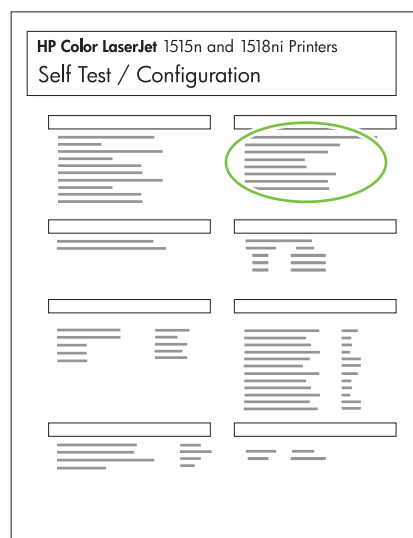 HP Color LaserJet 1515n and 1518ni Printers
Self Test / Configuration